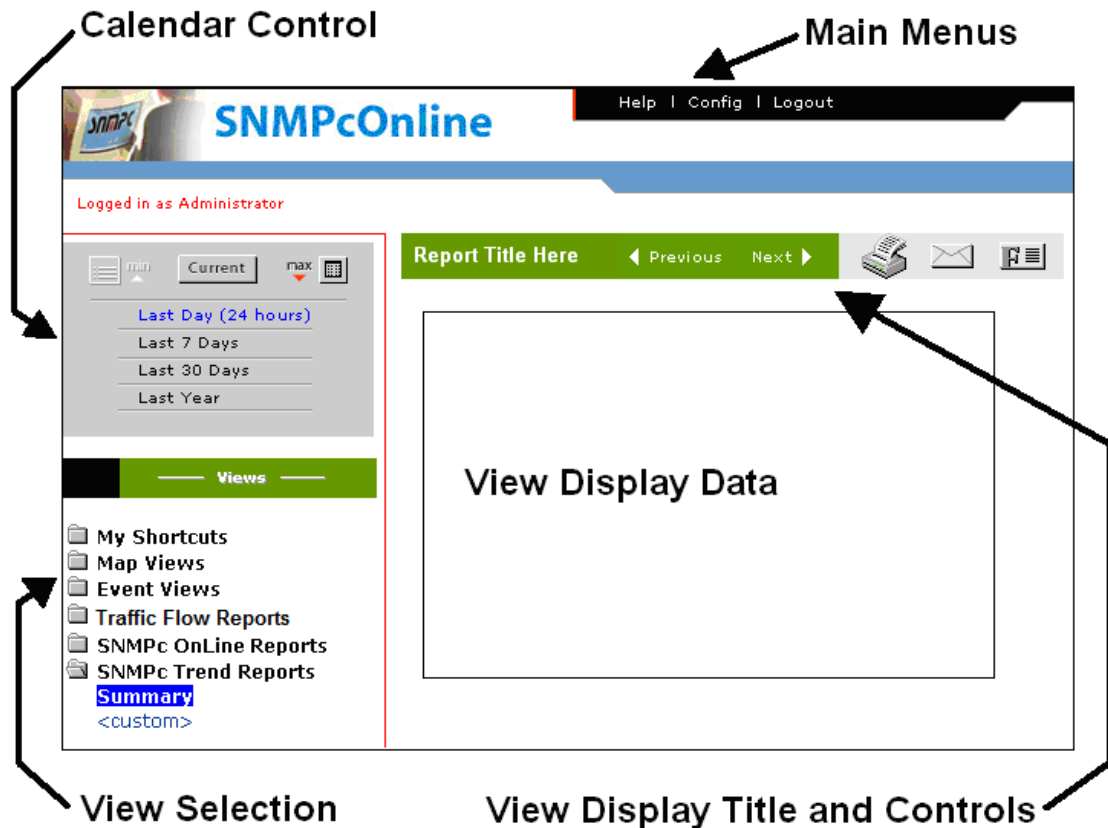 Calendar Control
Main Menus
SNMPc
SNMPcOnline
Help | Config | Logout
Logged in as Administrator
min
Current
max
Report Title Here
Previous
Next
F
Last Day (24 hours)
Last 7 Days
Last 30 Days
Last Year
Views
View Display Data
My Shortcuts
Map Views
Event Views
Traffic Flow Reports
SNMPc OnLine Reports
SNMPc Trend Reports
Summary
<custom>
View Selection
View Display Title and Controls